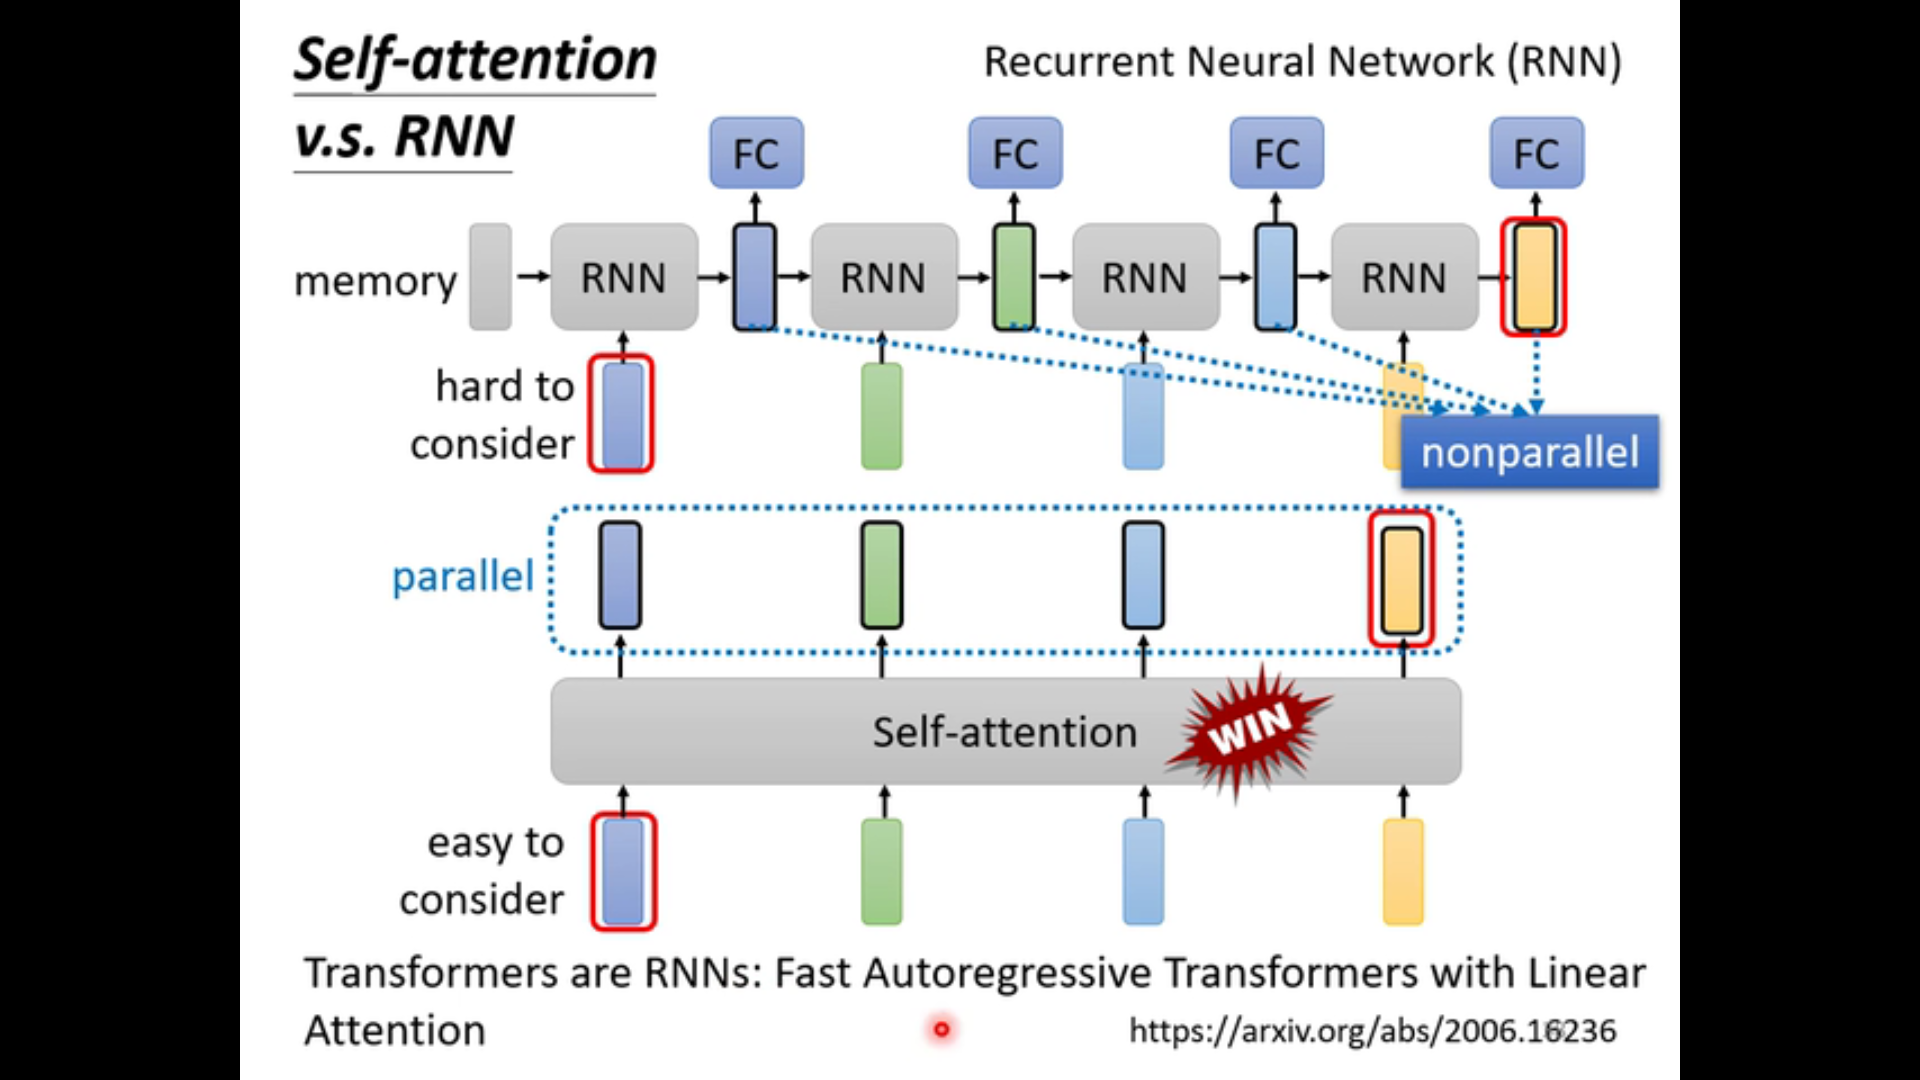 Self-attention
v.s. RNN
Recurrent Neural Network (RNN)
FC FC FC FC
memory RNN RNN RNN RNN
hard to
consider
nonparallel
parallel
Self-attention WIN
easy to
consider
Transformers are RNNs: Fast Autoregressive Transformers with Linear
Attention
https://arxiv.org/abs/2006.16236